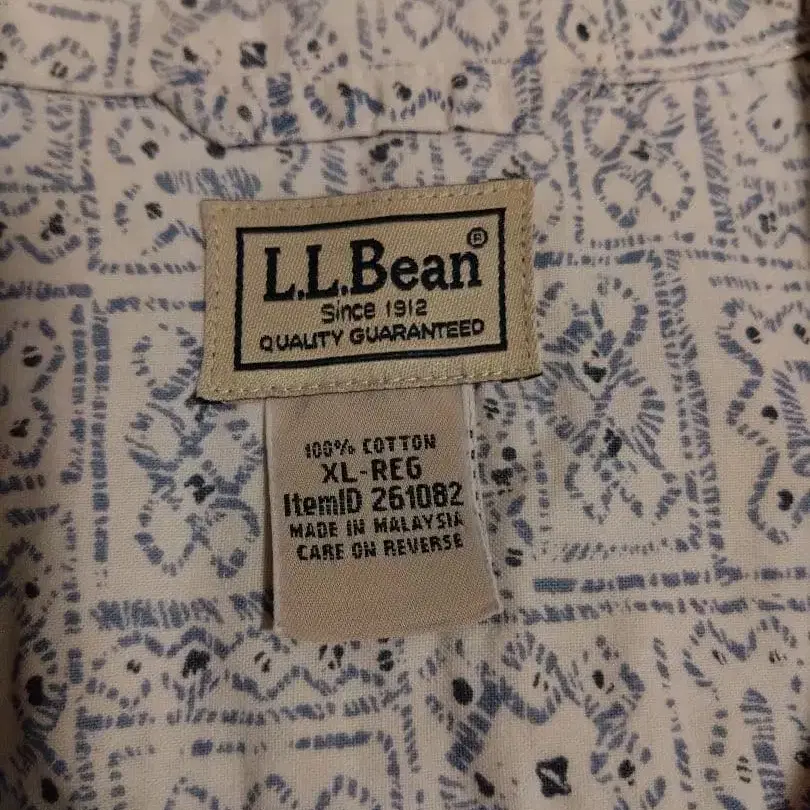 L.L.Bean®
Since 1912
QUALITY GUARANTEED
100% COTTON
XL-REG
ItemID 261082
MADE IN MALAYSIA
CARE ON REVERSE